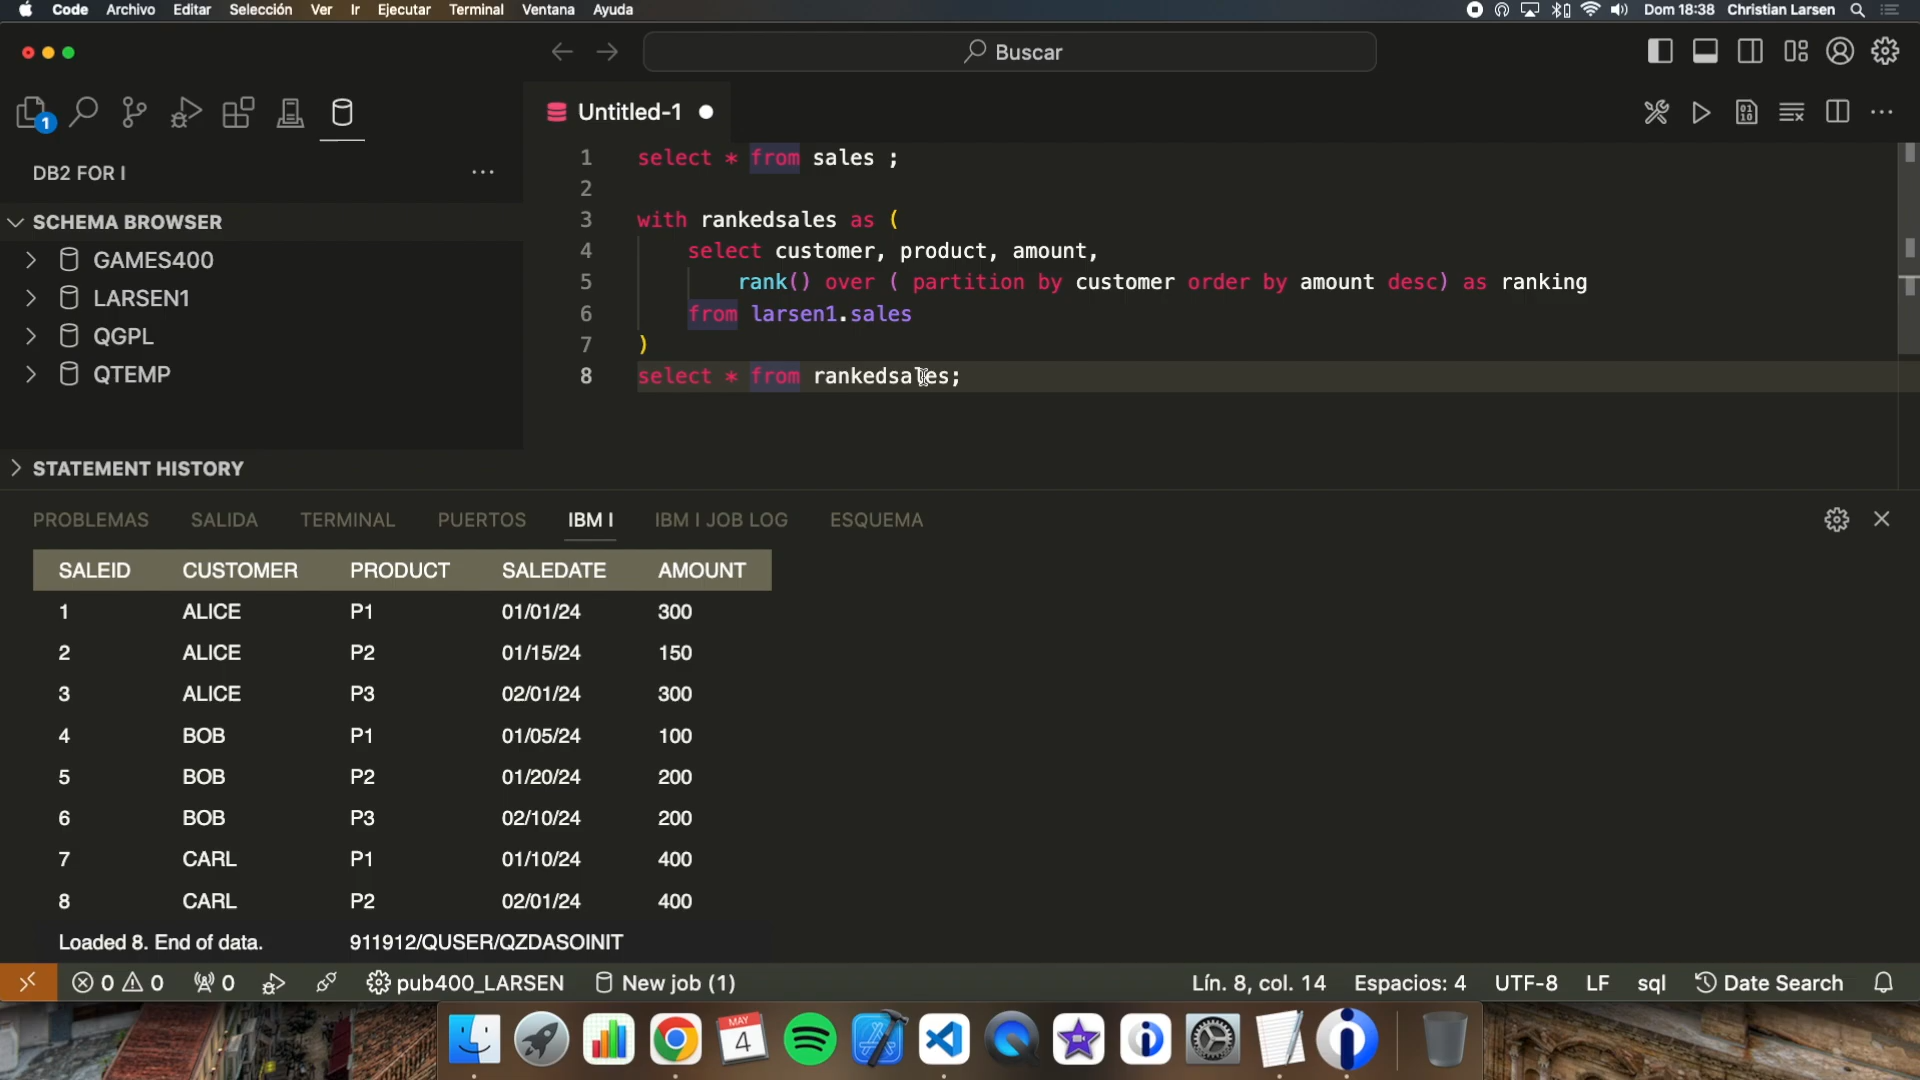 Code Archivo Editar Selección Ver Ir Ejecutar Terminal Ventana Ayuda Dom 18:38 Christian Larsen
Buscar
1
Untitled-1
DB2 FOR I
SCHEMA BROWSER
GAMES400
LARSEN1
QGPL
QTEMP
STATEMENT HISTORY
1 select * from sales ;
2
3 with rankedsales as (
4 select customer, product, amount,
5 rank() over ( partition by customer order by amount desc) as ranking
6 from larsen1.sales
7 )
8 select * from rankedsales;
PROBLEMAS SALIDA TERMINAL PUERTOS IBM I IBM I JOB LOG ESQUEMA
SALEID CUSTOMER PRODUCT SALEDATE AMOUNT
1 ALICE P1 01/01/24 300
2 ALICE P2 01/15/24 150
3 ALICE P3 02/01/24 300
4 BOB P1 01/05/24 100
5 BOB P2 01/20/24 200
6 BOB P3 02/10/24 200
7 CARL P1 01/10/24 400
8 CARL P2 02/01/24 400
Loaded 8. End of data. 911912/QUSER/QZDASOINIT
0 0 0 pub400_LARSEN New job (1) Lín. 8, col. 14 Espacios: 4 UTF-8 LF sql Date Search
MAY
4